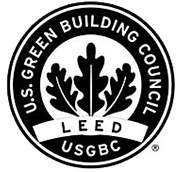 U.S. GREEN BUILDING COUNCIL
LEED
USGBC
®